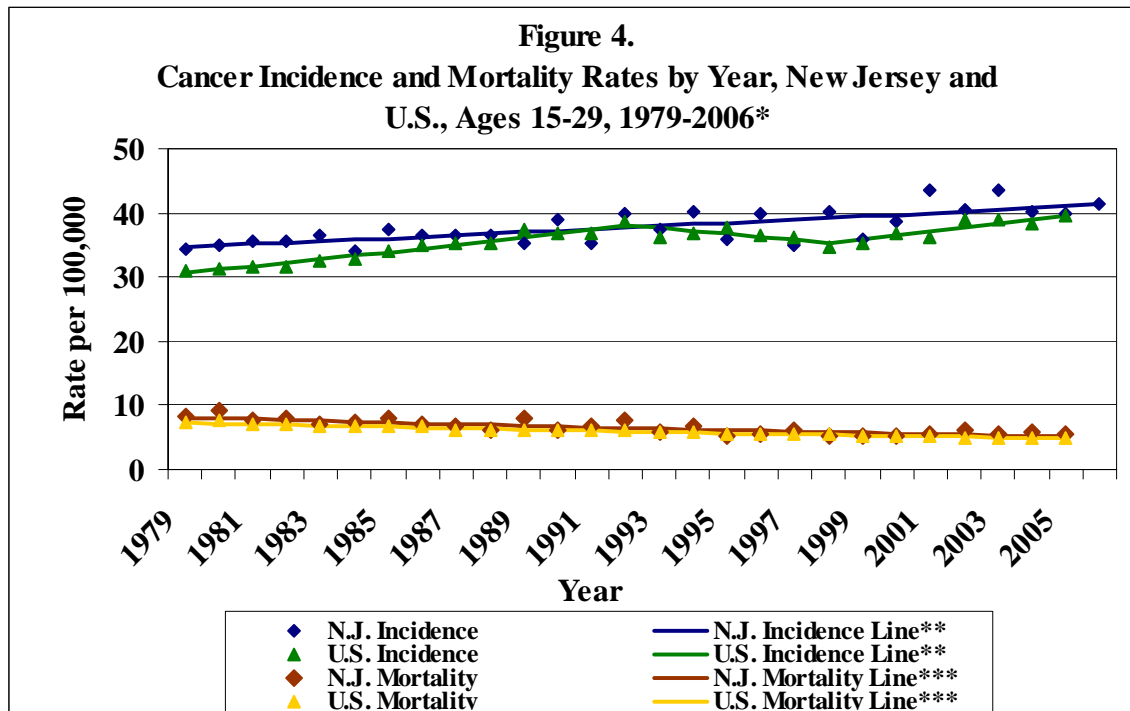 Figure 4.
Cancer Incidence and Mortality Rates by Year, New Jersey and
U.S., Ages 15-29, 1979-2006*
50
40
30
20
10
0
Rate per 100,000
1979
1981
1983
1985
1987
1989
1991
1993
1995
1997
1999
2001
2003
2005
Year
N.J. Incidence
N.J. Incidence Line**
U.S. Incidence
U.S. Incidence Line**
N.J. Mortality
N.J. Mortality Line***
U.S. Mortality
U.S. Mortality Line***